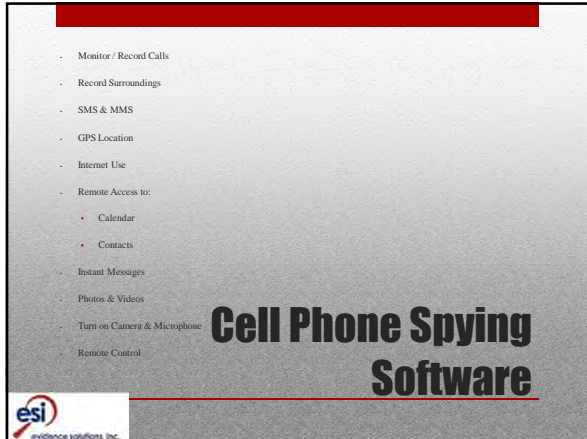 Monitor / Record Calls
Record Surroundings
SMS & MMS
GPS Location
Internet Use
Remote Access to:
Calendar
Contacts
Instant Messages
Photos & Videos
Turn on Camera & Microphone
Remote Control
Cell Phone Spying
Software
esi
evidence solutions, inc.